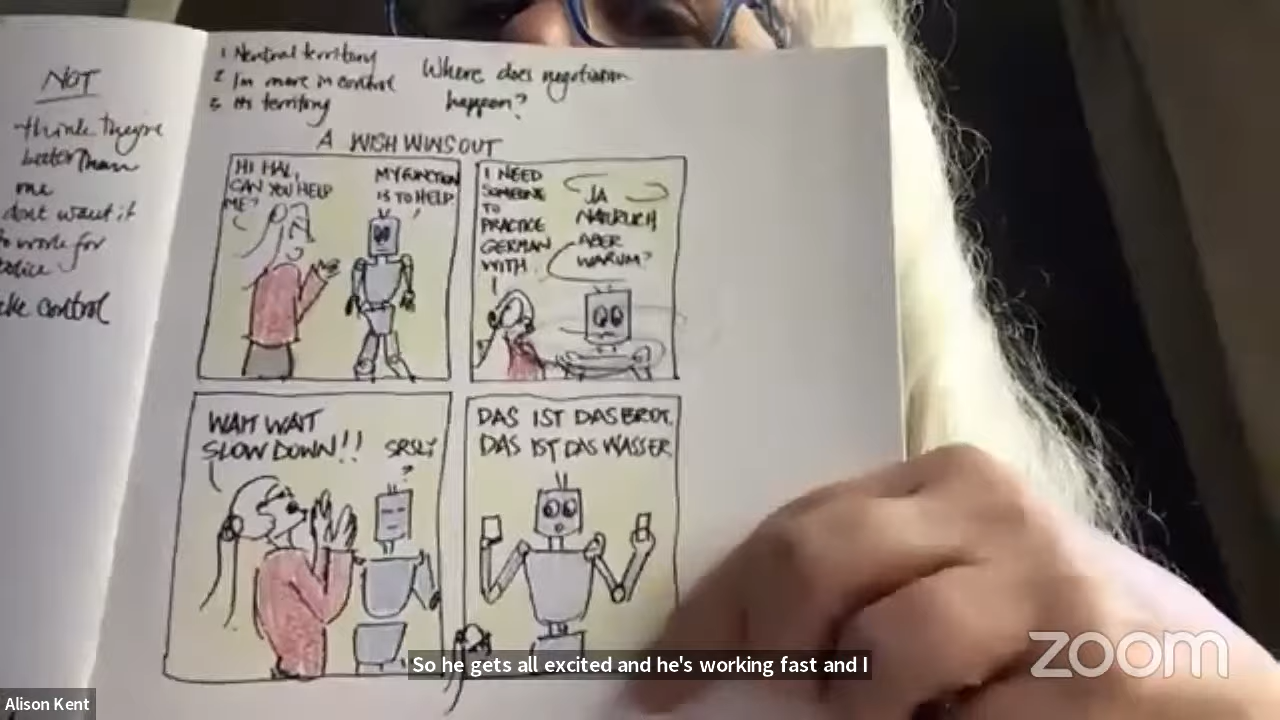 NOT
think they're
better than
me
dont want it
to work for
police
control
1 Neutral territory
2 I'm more in control
3 its territory
Where does negotiation
happen?
A WISH WINS OUT
HI HAL,
CAN YOU HELP
ME?
MY FUNCTION
IS TO HELP
I NEED
SOMEONE
TO
PRACTICE
GERMAN
WITH
JA
NATURLICH
ABER
WARUM?
WAIT WAIT
SLOW DOWN!!
SRSLY
?
DAS IST DAS BROT.
DAS IST DAS WASSER
So he gets all excited and he's working fast and I
zoom
Alison Kent